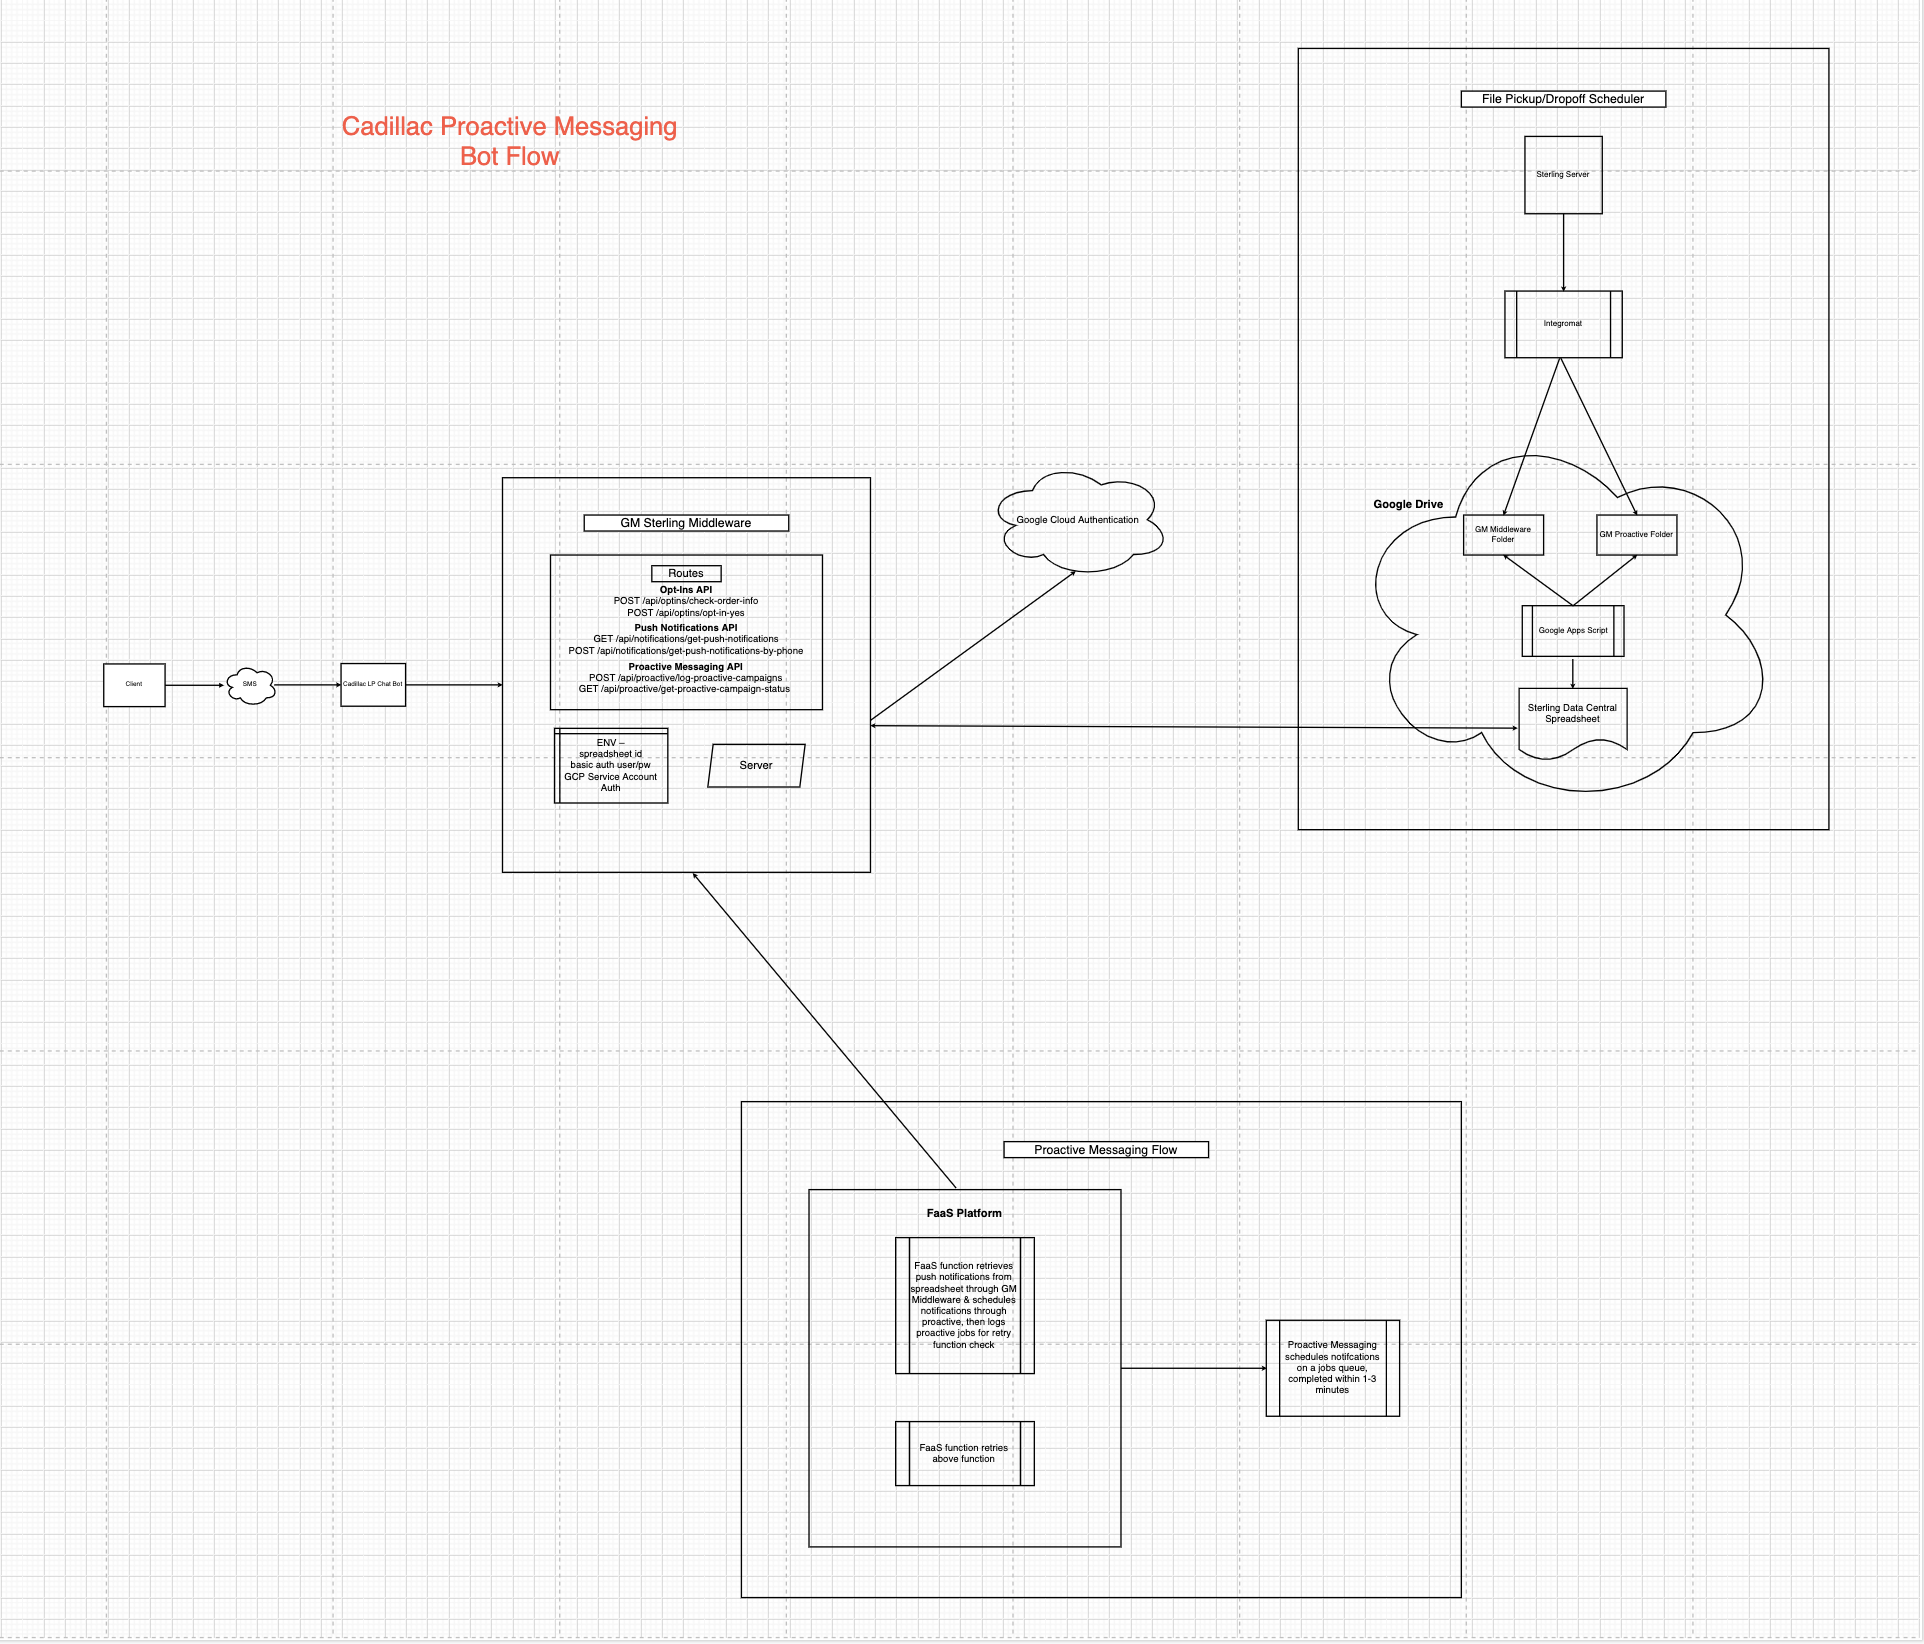 Cadillac Proactive Messaging
Bot Flow
File Pickup/Dropoff Scheduler
Sterling Server
Integromat
Google Drive
GM Middleware
Folder
GM Proactive Folder
Google Apps Script
Sterling Data Central
Spreadsheet
Google Cloud Authentication
Client
SMS
Cadillac LP Chat Bot
GM Sterling Middleware
Routes
Opt-Ins API
POST /api/optins/check-order-info
POST /api/optins/opt-in-yes
Push Notifications API
GET /api/notifications/get-push-notifications
POST /api/notifications/get-push-notifications-by-phone
Proactive Messaging API
POST /api/proactive/log-proactive-campaigns
GET /api/proactive/get-proactive-campaign-status
ENV –
spreadsheet id
basic auth user/pw
GCP Service Account
Auth
Server
Proactive Messaging Flow
FaaS Platform
FaaS function retrieves
push notifications from
spreadsheet through GM
Middleware & schedules
notifications through
proactive, then logs
proactive jobs for retry
function check
FaaS function retries
above function
Proactive Messaging
schedules notifcations
on a jobs queue,
completed within 1-3
minutes